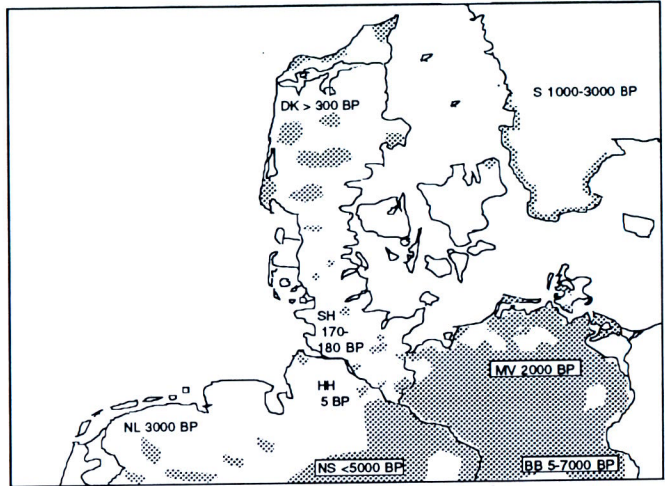 DK > 300 BP
S 1000-3000 BP
SH
170-
180 BP
MV 2000 BP
HH
5 BP
NL 3000 BP
NS <5000 BP
BB 5-7000 BP